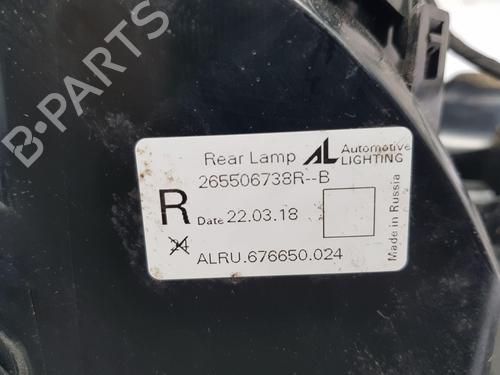 B-PARTS
Rear Lamp AL Automotive LIGHTING
265506738R--B
R
Date 22.03.18
ALRU.676650.024
Made in Russia